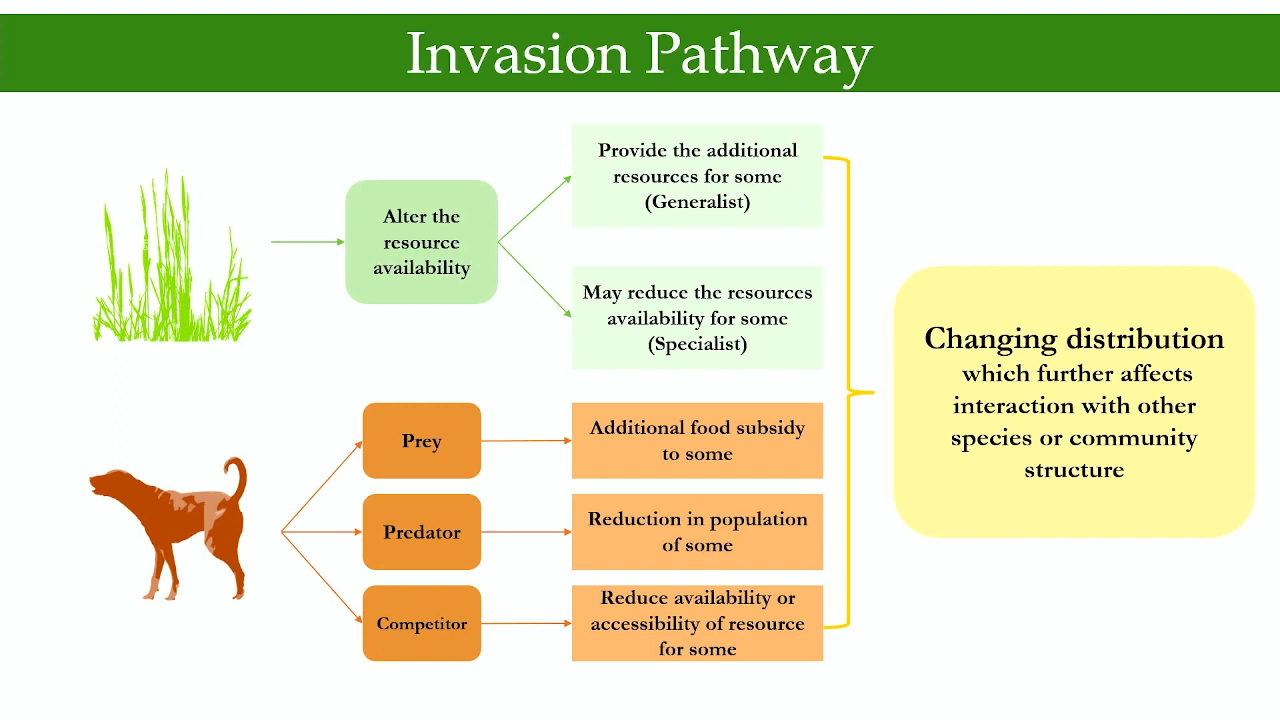 Invasion Pathway
Provide the additional
resources for some
(Generalist)
Alter the
resource
availability
May reduce the resources
availability for some
(Specialist)
Changing distribution
which further affects
interaction with other
species or community
structure
Prey
Additional food subsidy
to some
Predator
Reduction in population
of some
Competitor
Reduce availability or
accessibility of resource
for some